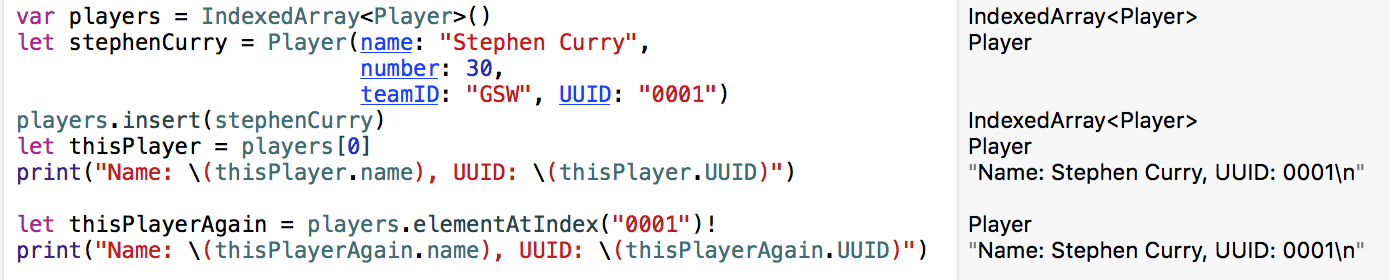 var players = IndexedArray<Player>() IndexedArray<Player>
let stephenCurry = Player(name: "Stephen Curry", Player
number: 30,
teamID: "GSW", UUID: "0001")
players.insert(stephenCurry) IndexedArray<Player>
let thisPlayer = players[0] Player
print("Name: \(thisPlayer.name), UUID: \(thisPlayer.UUID)") "Name: Stephen Curry, UUID: 0001\n"
let thisPlayerAgain = players.elementAtIndex("0001")! Player
print("Name: \(thisPlayerAgain.name), UUID: \(thisPlayerAgain.UUID)") "Name: Stephen Curry, UUID: 0001\n"